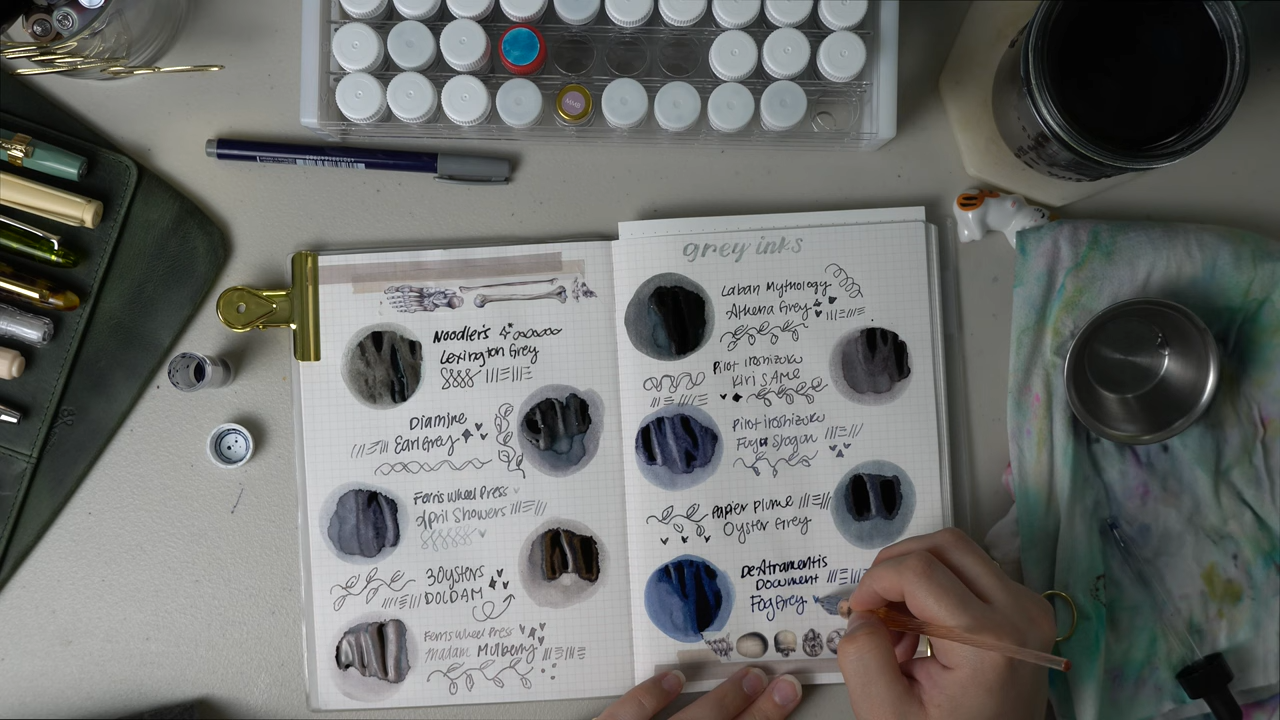 Noodler's
Lexington Grey
Diamine
Earl Grey
Ferris Wheel Press
April Showers
3 Oysters
DOLDAM
Ferris Wheel Press
Madam Mulberry
grey inks
Laban Mythology
Athena Grey
Pilot iroshizuku
Kiri SAME
Pilot iroshizuku
Fuyu Shogun
Papier Plume
Oyster Grey
De Atramentis
Document
Fog Grey